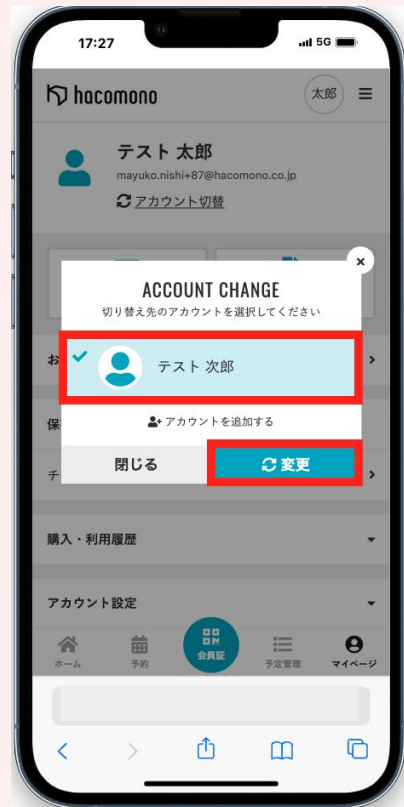 17:27
5G
hacomono
太郎
テスト 太郎
mayuko.nishi+87@hacomono.co.jp
アカウント切替
×
ACCOUNT CHANGE
切り替え先のアカウントを選択してください
お
テスト 次郎
保
アカウントを追加する
チ
閉じる
変更
購入・利用履歴
アカウント設定
ホーム
予約
会員証
予定管理
マイページ